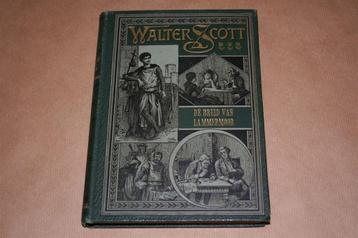 WALTER SCOTT
DE BRUID VAN
LAMMERMOOR